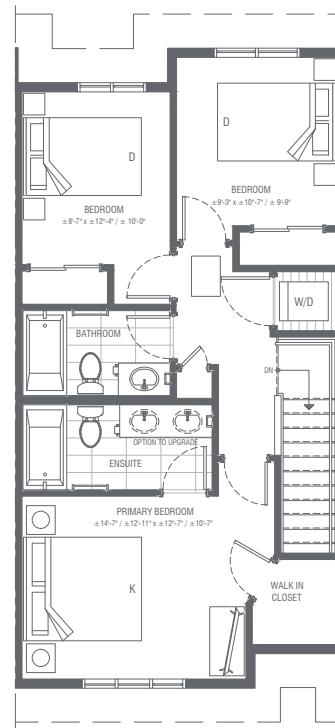 D
D
BEDROOM
±8'-7" x ±12'-4" / ± 10'-0"
BEDROOM
±9'-3" x ±10'-7" / ± 9'-9"
W/D
BATHROOM
DN
OPTION TO UPGRADE
ENSUITE
PRIMARY BEDROOM
±14'-7" / ±12'-11" x ±12'-7" / ±10'-7"
K
WALK IN
CLOSET